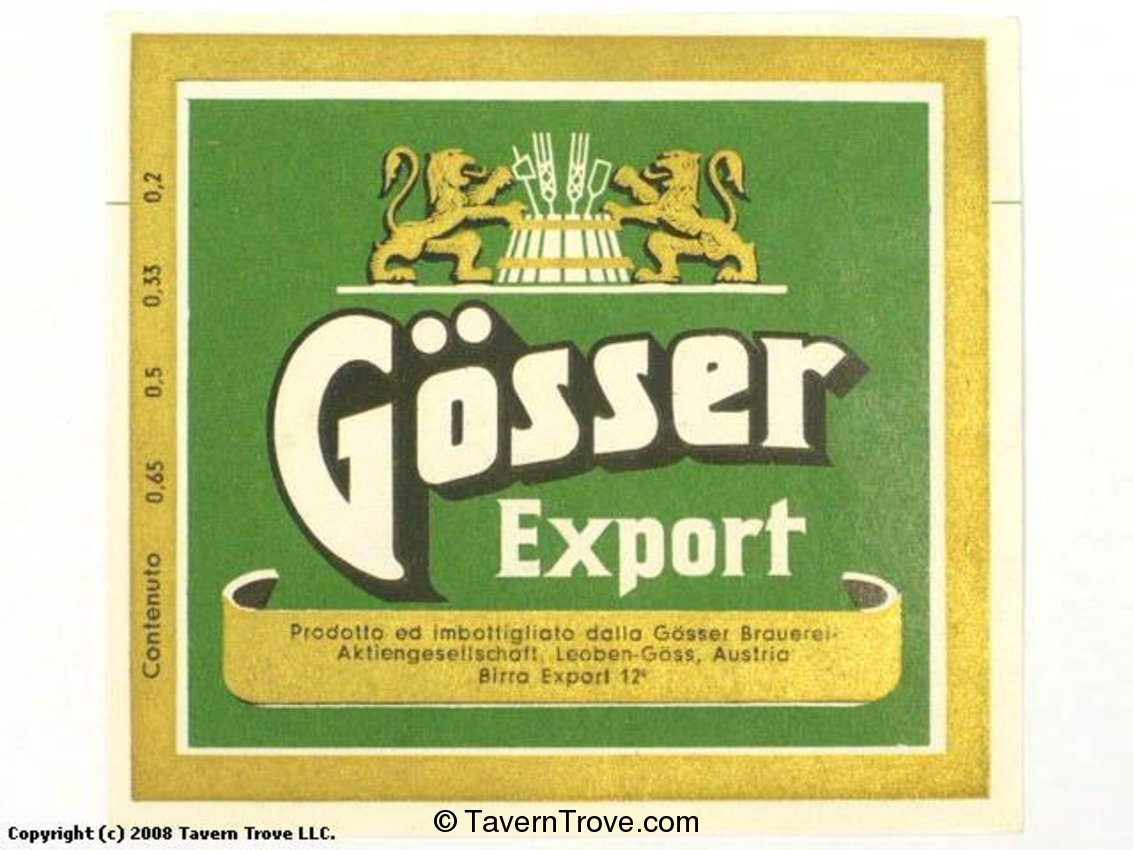 Gösser
Export
Prodotto ed imbottigliato dalla Gösser Brauerei-
Aktiengesellschaft, Leoben-Göss, Austria
Birra Export 12°
Contenuto 0,65 0,5 0,33 0,2
Copyright (c) 2008 Tavern Trove LLC.
© TavernTrove.com